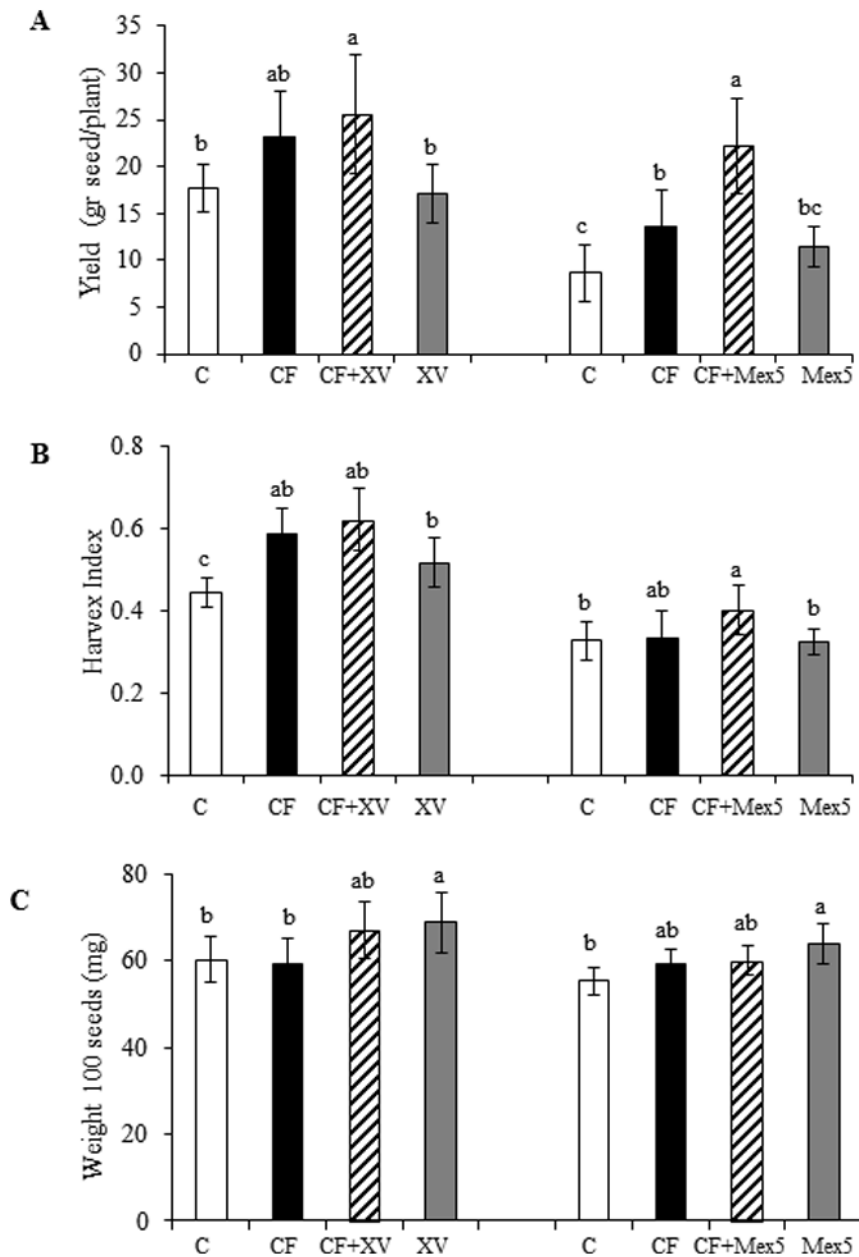 A
Yield (gr seed/plant)
35
30
25
20
15
10
5
0
b
ab
a
b
c
b
a
bc
C
CF
CF+XV
XV
C
CF
CF+Mex5
Mex5
B
Harvex Index
0.8
0.6
0.4
0.2
0.0
c
ab
ab
b
b
ab
a
b
C
CF
CF+XV
XV
C
CF
CF+Mex5
Mex5
C
Weight 100 seeds (mg)
80
60
40
20
0
b
b
ab
a
b
ab
ab
a
C
CF
CF+XV
XV
C
CF
CF+Mex5
Mex5